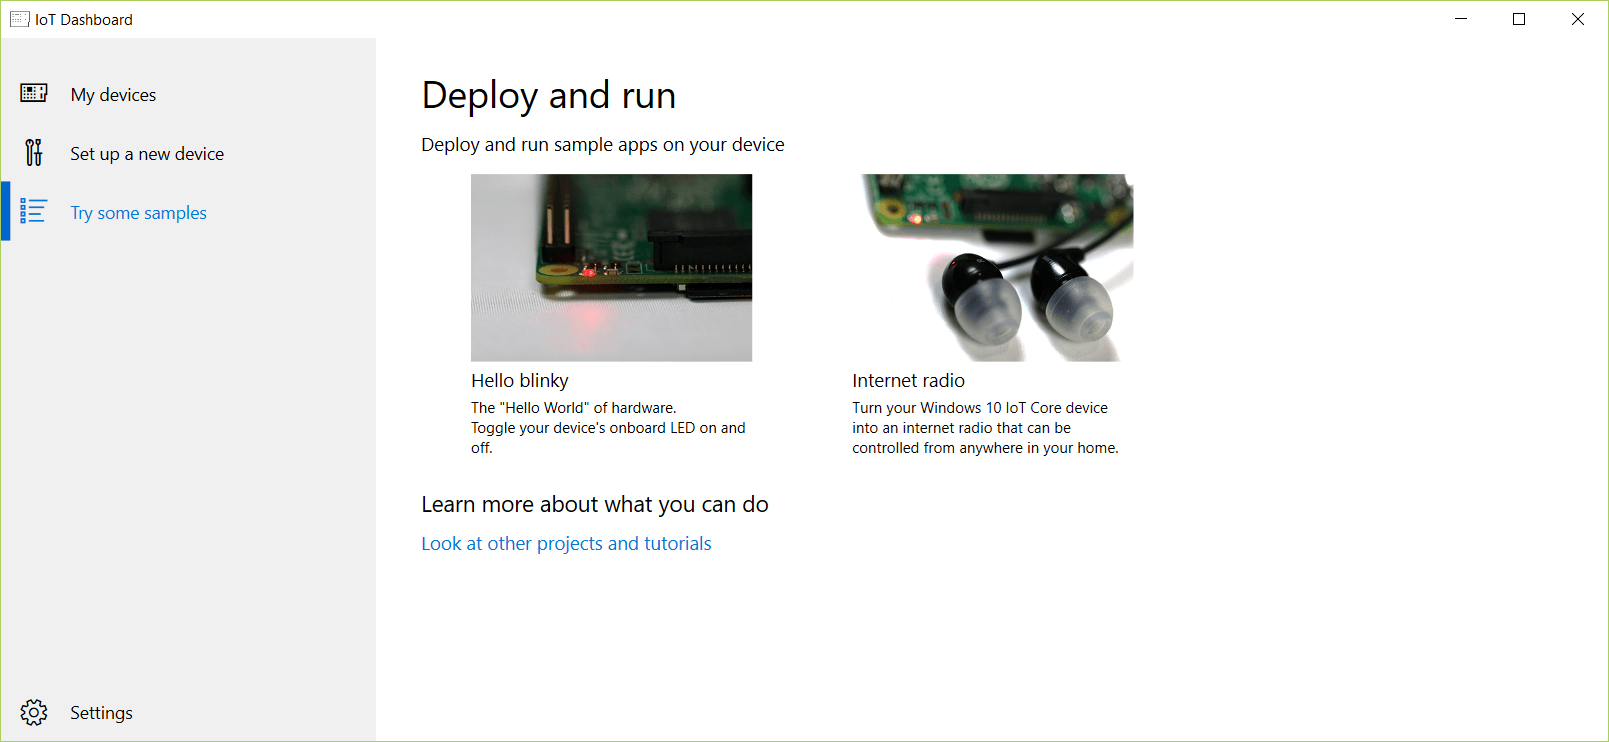 IoT Dashboard
My devices
Set up a new device
Try some samples
Settings
Deploy and run
Deploy and run sample apps on your device
Hello blinky
The "Hello World" of hardware.
Toggle your device's onboard LED on and
off.
Internet radio
Turn your Windows 10 IoT Core device
into an internet radio that can be
controlled from anywhere in your home.
Learn more about what you can do
Look at other projects and tutorials